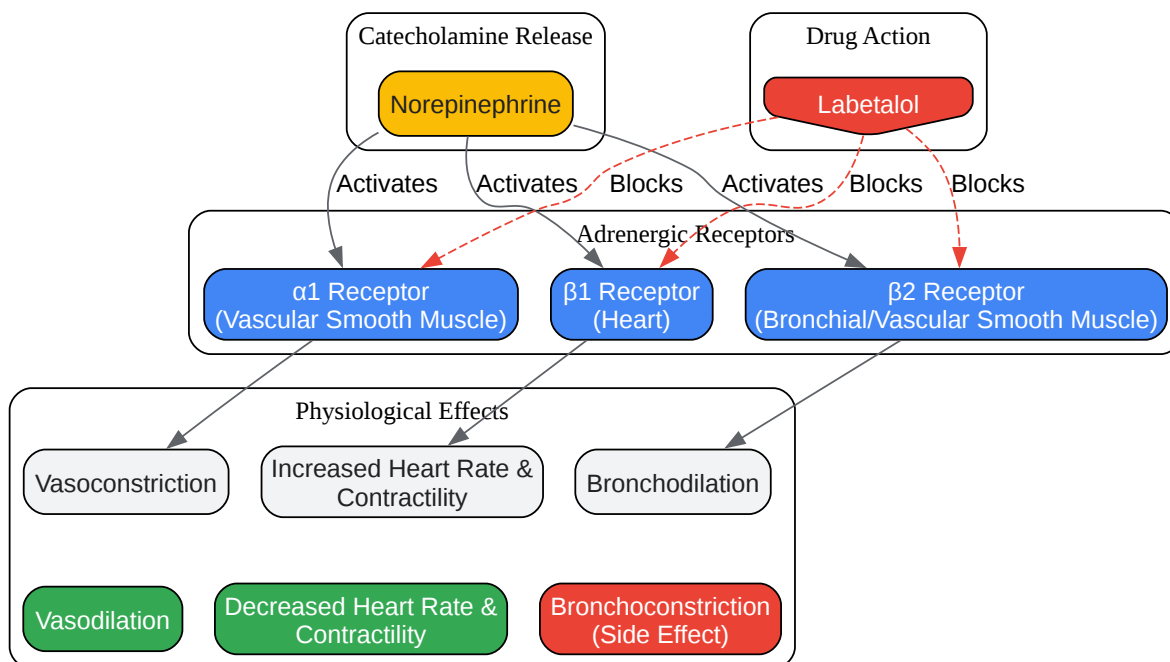 Catecholamine Release
Drug Action
Norepinephrine
Labetalol
Activates
Activates
Blocks
Activates
Blocks
Blocks
Adrenergic Receptors
α1 Receptor
(Vascular Smooth Muscle)
β1 Receptor
(Heart)
β2 Receptor
(Bronchial/Vascular Smooth Muscle)
Physiological Effects
Vasoconstriction
Increased Heart Rate &
Contractility
Bronchodilation
Vasodilation
Decreased Heart Rate &
Contractility
Bronchoconstriction
(Side Effect)